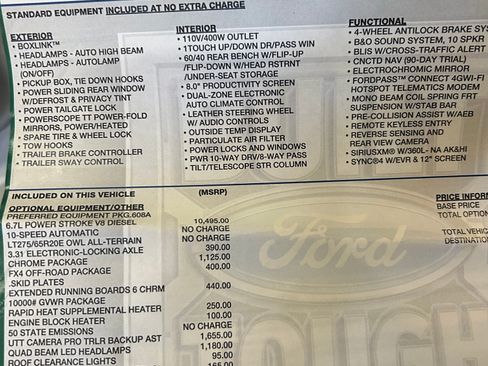 STANDARD EQUIPMENT INCLUDED AT NO EXTRA CHARGE
EXTERIOR
• BOXLINK™
• HEADLAMPS - AUTO HIGH BEAM
• HEADLAMPS - AUTOLAMP
(ON/OFF)
• PICKUP BOX, TIE DOWN HOOKS
• POWER SLIDING REAR WINDOW
W/DEFROST & PRIVACY TINT
• POWER TAILGATE LOCK
• POWERSCOPE TT POWER-FOLD
MIRRORS, POWER/HEATED
• SPARE TIRE & WHEEL LOCK
• TOW HOOKS
• TRAILER BRAKE CONTROLLER
• TRAILER SWAY CONTROL
INTERIOR
• 110V/400W OUTLET
• 1TOUCH UP/DOWN DR/PASS WIN
• 60/40 REAR BENCH W/FLIP-
UP/FLIP-DOWN W/HEAD RSTRNT
/UNDER-SEAT STORAGE
• 8.0" PRODUCTIVITY SCREEN
• DUAL-ZONE ELECTRONIC
AUTO CLIMATE CONTROL
• LEATHER STEERING WHEEL
W/ AUDIO CONTROLS
• OUTSIDE TEMP DISPLAY
• PARTICULATE AIR FILTER
• POWER LOCKS AND WINDOWS
• PWR 10-WAY DRV/8-WAY PASS
• TILT/TELESCOPE STR COLUMN
FUNCTIONAL
• 4-WHEEL ANTILOCK BRAKE SYS
• B&O SOUND SYSTEM, 10 SPKR
• BLIS W/CROSS-TRAFFIC ALERT
• CNCTD NAV (90-DAY TRIAL)
• ELECTROCHROMIC MIRROR
• FORDPASS™ CONNECT 4GWI-FI
HOTSPOT TELEMATICS MODEM
• MONO BEAM COIL SPRING FRT
SUSPENSION W/STAB BAR
• PRE-COLLISION ASSIST W/AEB
• REMOTE KEYLESS ENTRY
• REVERSE SENSING AND
REAR VIEW CAMERA
• SIRIUSXM® W/360L- NA AK&HI
• SYNC®4 W/EVR & 12" SCREEN
INCLUDED ON THIS VEHICLE (MSRP)
OPTIONAL EQUIPMENT/OTHER
PREFERRED EQUIPMENT PKG.608A
6.7L POWER STROKE V8 DIESEL 10,495.00
10-SPEED AUTOMATIC NO CHARGE
LT275/65R20E OWL ALL-TERRAIN NO CHARGE
3.31 ELECTRONIC-LOCKING AXLE 390.00
CHROME PACKAGE 1,125.00
FX4 OFF-ROAD PACKAGE 400.00
.SKID PLATES
EXTENDED RUNNING BOARDS 6 CHRM 440.00
10000# GVWR PACKAGE
RAPID HEAT SUPPLEMENTAL HEATER 250.00
ENGINE BLOCK HEATER 100.00
50 STATE EMISSIONS NO CHARGE
UTT CAMERA PRO TRLR BACKUP AST 1,655.00
QUAD BEAM LED HEADLAMPS 1,180.00
ROOF CLEARANCE LIGHTS 95.00
PRICE INFOR
BASE PRICE
TOTAL OPTION
TOTAL VEHIC
DESTINATION
Ford
TOUGH